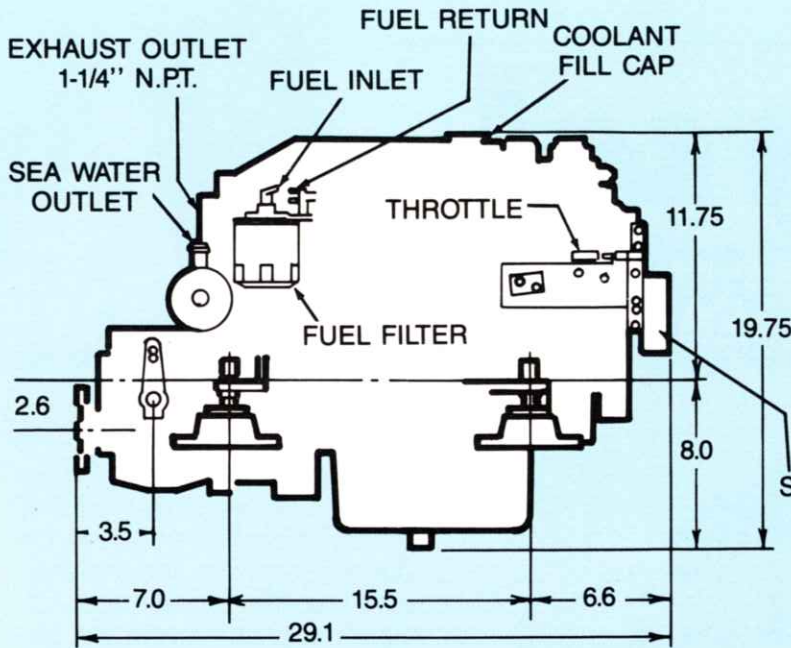 FUEL RETURN
COOLANT
FILL CAP
EXHAUST OUTLET
1-1/4'' N.P.T.
FUEL INLET
SEA WATER
OUTLET
THROTTLE
11.75
19.75
FUEL FILTER
2.6
8.0
S
3.5
7.0
15.5
6.6
29.1